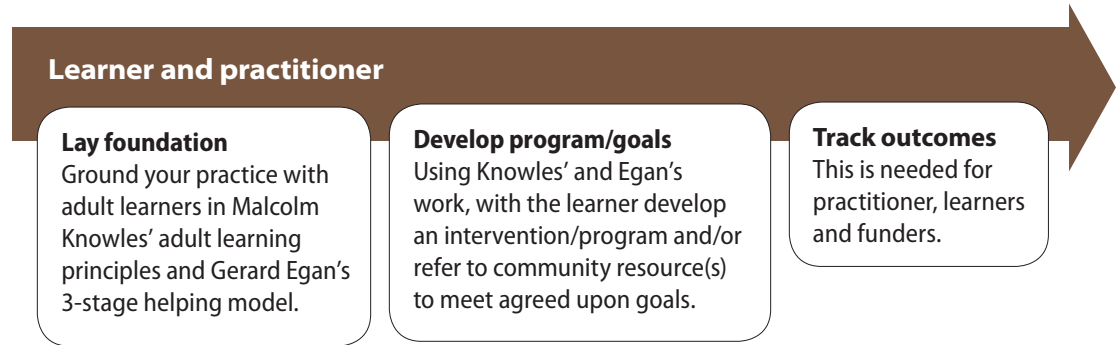 Learner and practitioner
Lay foundation
Ground your practice with
adult learners in Malcolm
Knowles’ adult learning
principles and Gerard Egan’s
3-stage helping model.
Develop program/goals
Using Knowles’ and Egan’s
work, with the learner develop
an intervention/program and/or
refer to community resource(s)
to meet agreed upon goals.
Track outcomes
This is needed for
practitioner, learners
and funders.